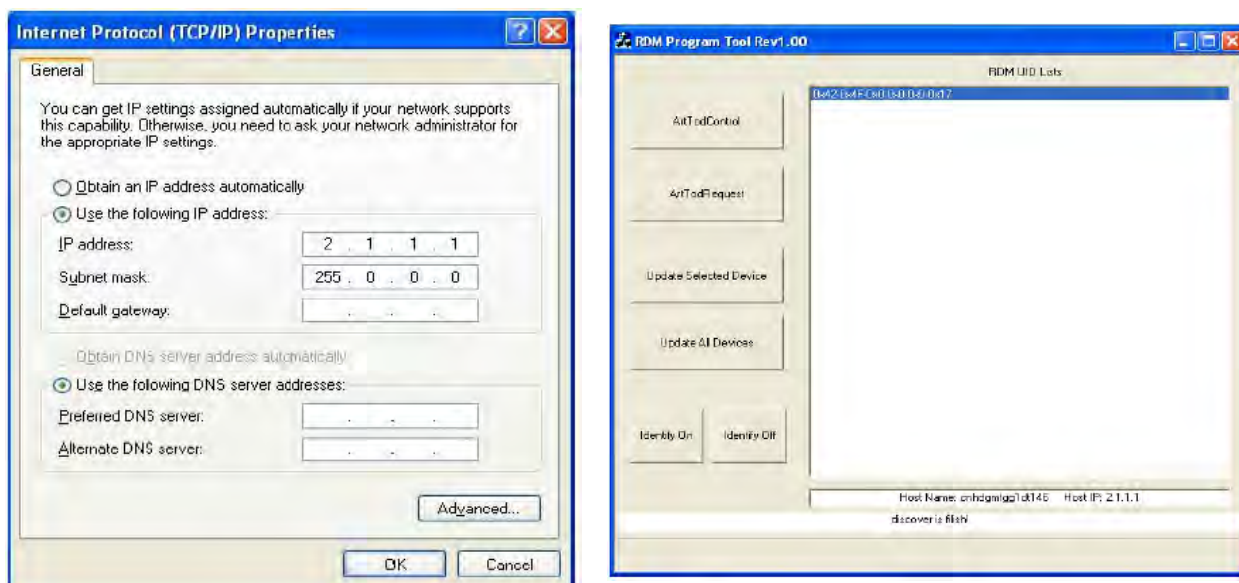 Internet Protocol (TCP/IP) Properties
General
You can get IP settings assigned automatically if your network supports
this capability. Otherwise, you need to ask your network administrator for
the appropriate IP settings.
Obtain an IP address automatically
Use the following IP address:
IP address: 2 . 1 . 1 . 1
Subnet mask: 255 . 0 . 0 . 0
Default gateway: . . .
Obtain DNS server address automatically
Use the following DNS server addresses:
Preferred DNS server: . . .
Alternate DNS server: . . .
Advanced...
OK
Cancel
RDM Program Tool Rev1.00
RDM UID Lists
ArtTodControl
ArtTodRequest
Update Selected Device
Update All Devices
Identify On
Identify Off
Host Name: Host IP: 2.1.1.1
discover is